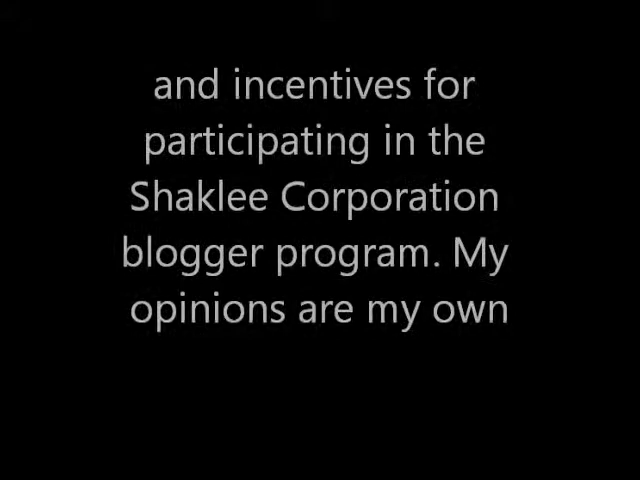 and incentives for
participating in the
Shaklee Corporation
blogger program. My
opinions are my own